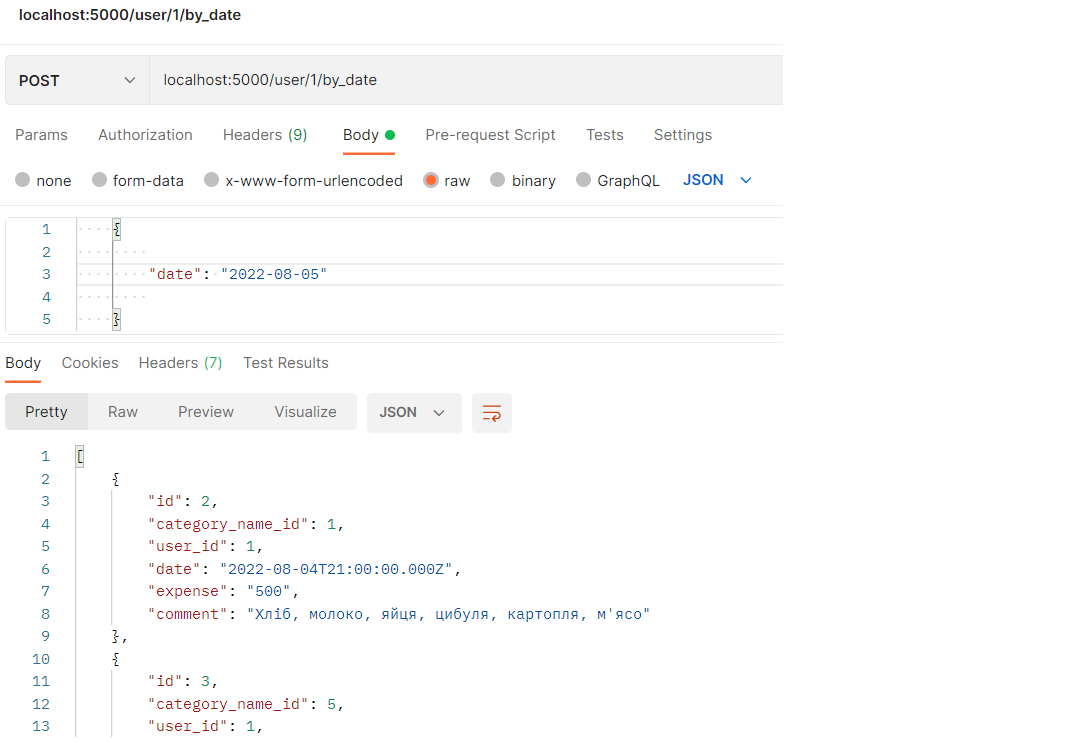 localhost:5000/user/1/by_date
POST localhost:5000/user/1/by_date
Params Authorization Headers (9) Body Pre-request Script Tests Settings
none form-data x-www-form-urlencoded raw binary GraphQL JSON
1 {
2
3 "date": "2022-08-05"
4
5 }
Body Cookies Headers (7) Test Results
Pretty Raw Preview Visualize JSON
1 [
2 {
3 "id": 2,
4 "category_name_id": 1,
5 "user_id": 1,
6 "date": "2022-08-04T21:00:00.000Z",
7 "expense": "500",
8 "comment": "Хліб, молоко, яйця, цибуля, картопля, м'ясо"
9 },
10 {
11 "id": 3,
12 "category_name_id": 5,
13 "user_id": 1,